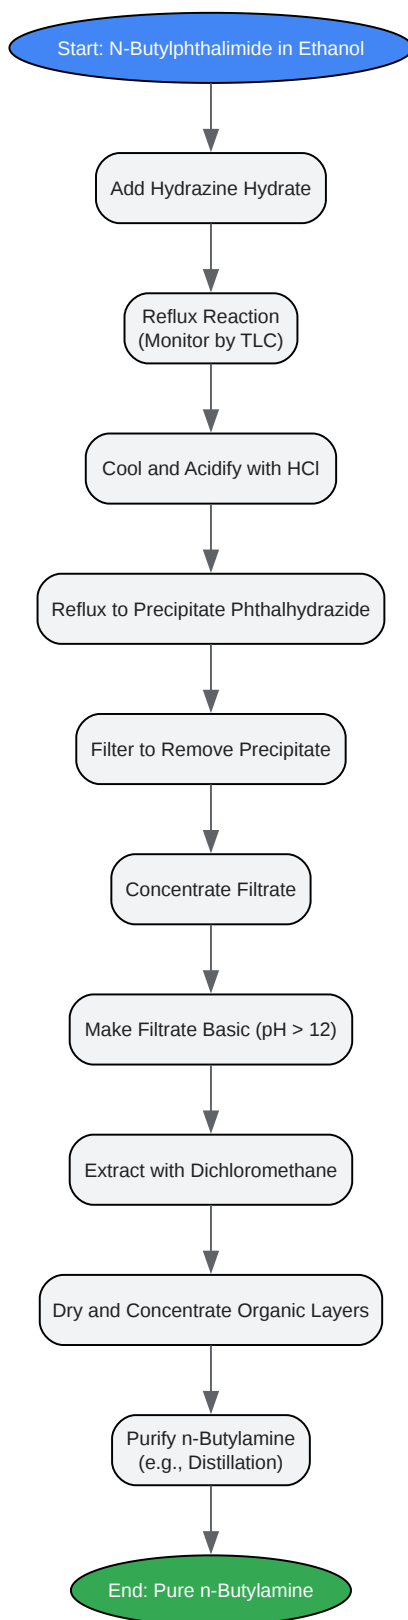 Start: N-Butylphthalimide in Ethanol
Add Hydrazine Hydrate
Reflux Reaction
(Monitor by TLC)
Cool and Acidify with HCl
Reflux to Precipitate Phthalhydrazide
Filter to Remove Precipitate
Concentrate Filtrate
Make Filtrate Basic (pH > 12)
Extract with Dichloromethane
Dry and Concentrate Organic Layers
Purify n-Butylamine
(e.g., Distillation)
End: Pure n-Butylamine